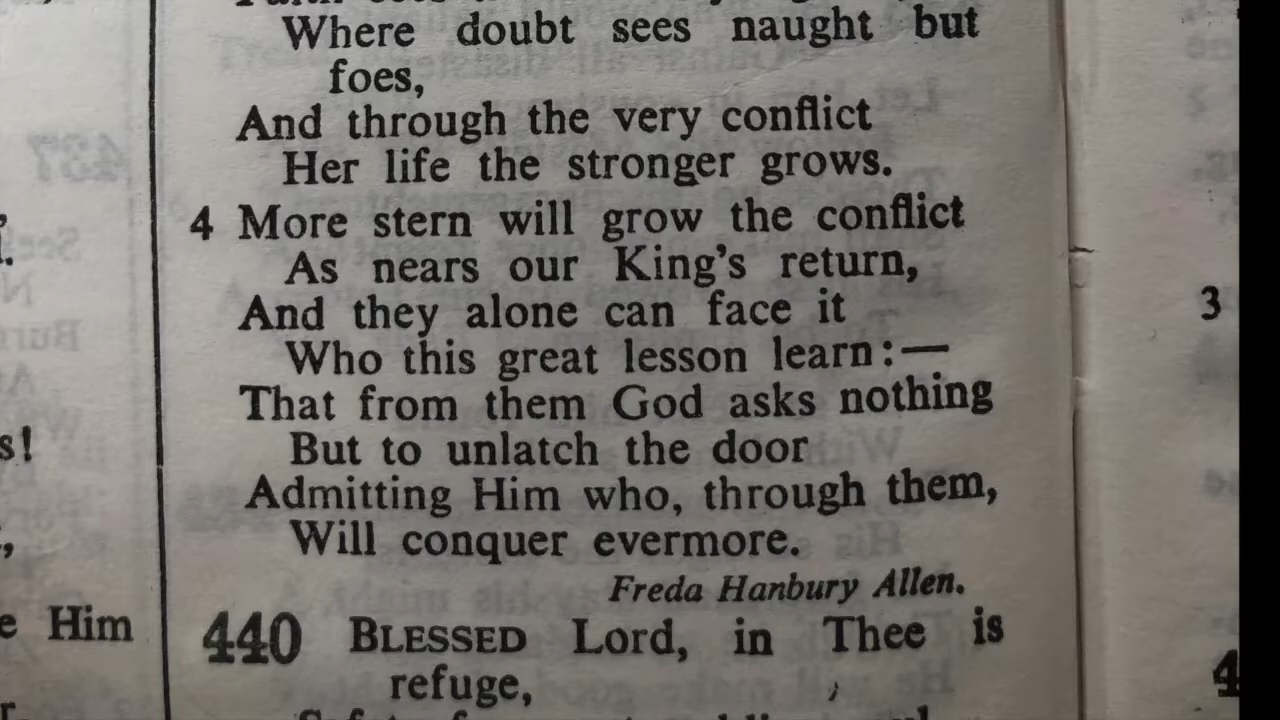 Where doubt sees naught but
foes,
And through the very conflict
Her life the stronger grows.
4 More stern will grow the conflict
As nears our King's return,
And they alone can face it
Who this great lesson learn:—
That from them God asks nothing
But to unlatch the door
Admitting Him who, through them,
Will conquer evermore.
Freda Hanbury Allen.
440 BLESSED Lord, in Thee is
refuge,
s!
e Him
3
4